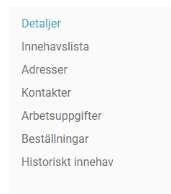 Detaljer
Innehavslista
Adresser
Kontakter
Arbetsuppgifter
Beställningar
Historiskt innehav